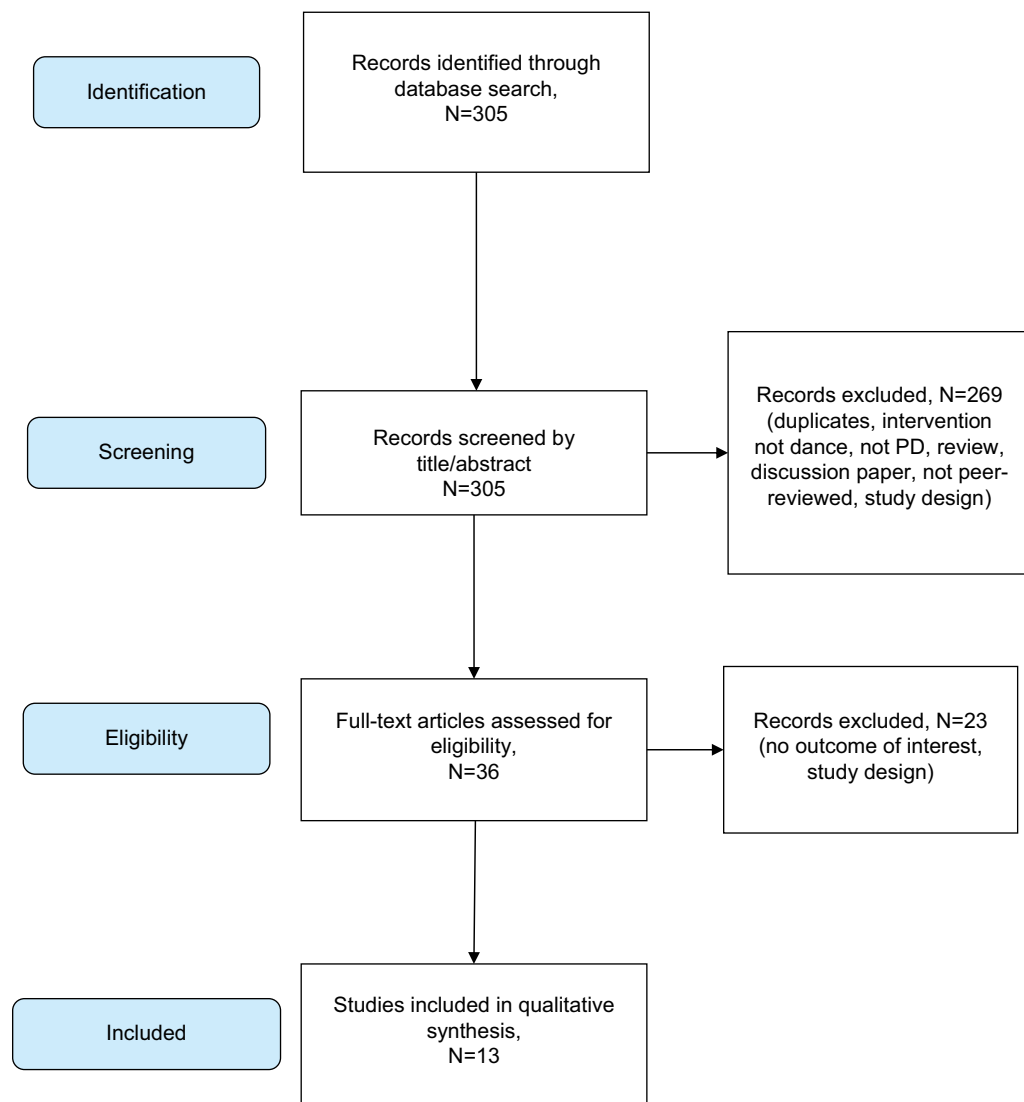 Identification
Records identified through
database search,
N=305
Screening
Records screened by
title/abstract
N=305
Records excluded, N=269
(duplicates, intervention
not dance, not PD, review,
discussion paper, not peer-
reviewed, study design)
Eligibility
Full-text articles assessed for
eligibility,
N=36
Records excluded, N=23
(no outcome of interest,
study design)
Included
Studies included in qualitative
synthesis,
N=13